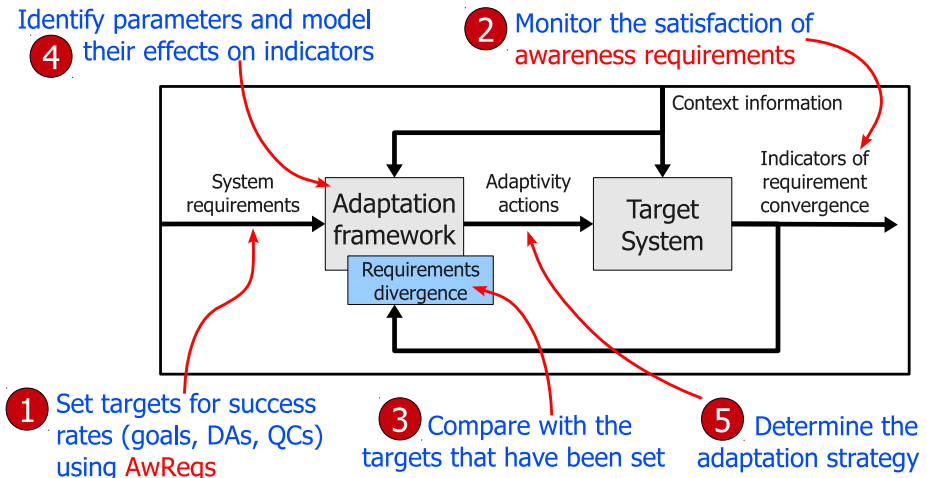 Identify parameters and model
their effects on indicators
4
2
Monitor the satisfaction of
awareness requirements
Context information
System
requirements
Adaptation
framework
Adaptivity
actions
Target
System
Indicators of
requirement
convergence
Requirements
divergence
1
Set targets for success
rates (goals, DAs, QCs)
using AwReqs
3
Compare with the
targets that have been set
5
Determine the
adaptation strategy